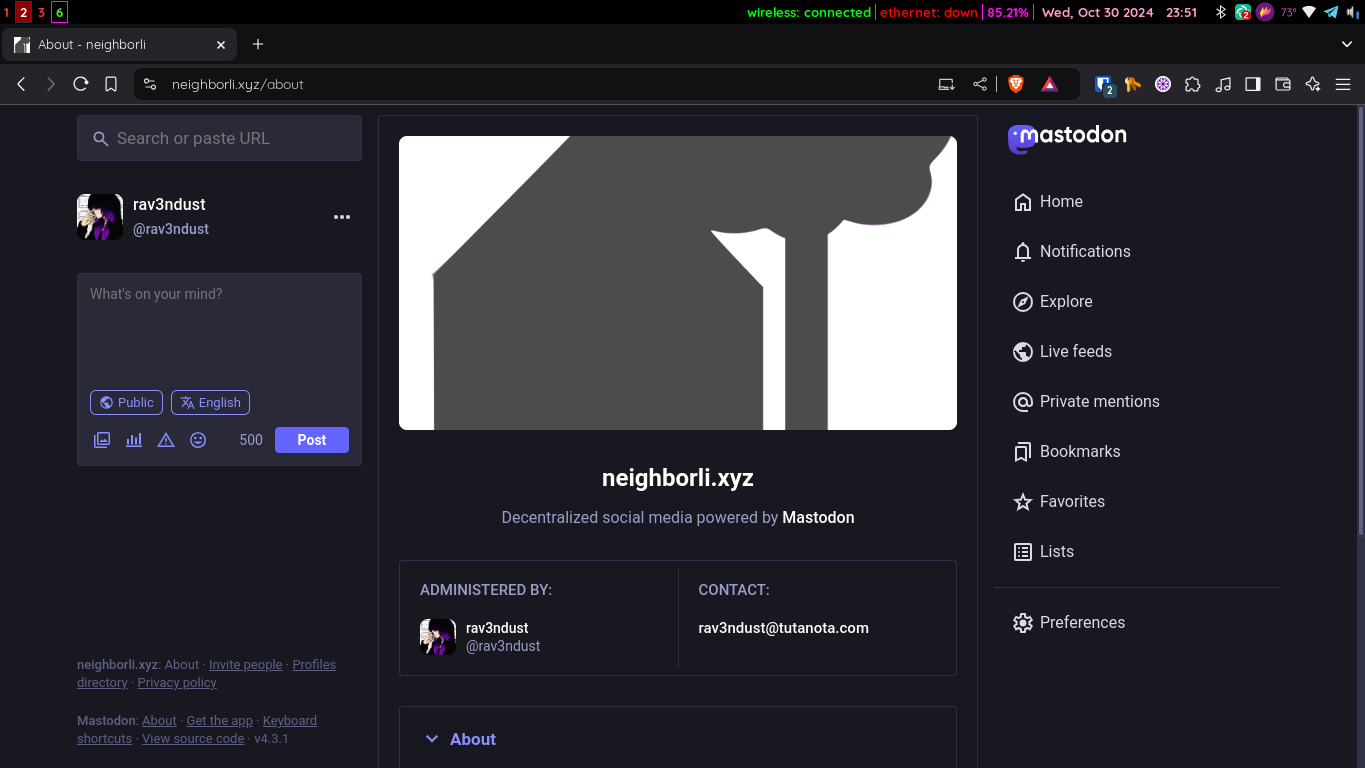 1 2 3 6 wireless: connected ethernet: down 85.21% Wed, Oct 30 2024 23:51 2 73°
About - neighborli
neighborli.xyz/about 2
Search or paste URL
rav3ndust
@rav3ndust
What's on your mind?
Public English
500 Post
neighborli.xyz: About · Invite people · Profiles
directory · Privacy policy
Mastodon: About · Get the app · Keyboard
shortcuts · View source code · v4.3.1
neighborli.xyz
Decentralized social media powered by Mastodon
ADMINISTERED BY:
rav3ndust
@rav3ndust
CONTACT:
rav3ndust@tutanota.com
About
mastodon
Home
Notifications
Explore
Live feeds
Private mentions
Bookmarks
Favorites
Lists
Preferences